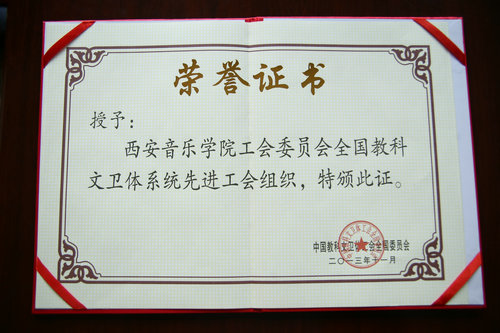 荣誉证书
授予：
西安音乐学院工会委员会全国教科
文卫体系统先进工会组织，特颁此证。
中国教科文卫体工会全国委员会
二〇一三年十一月